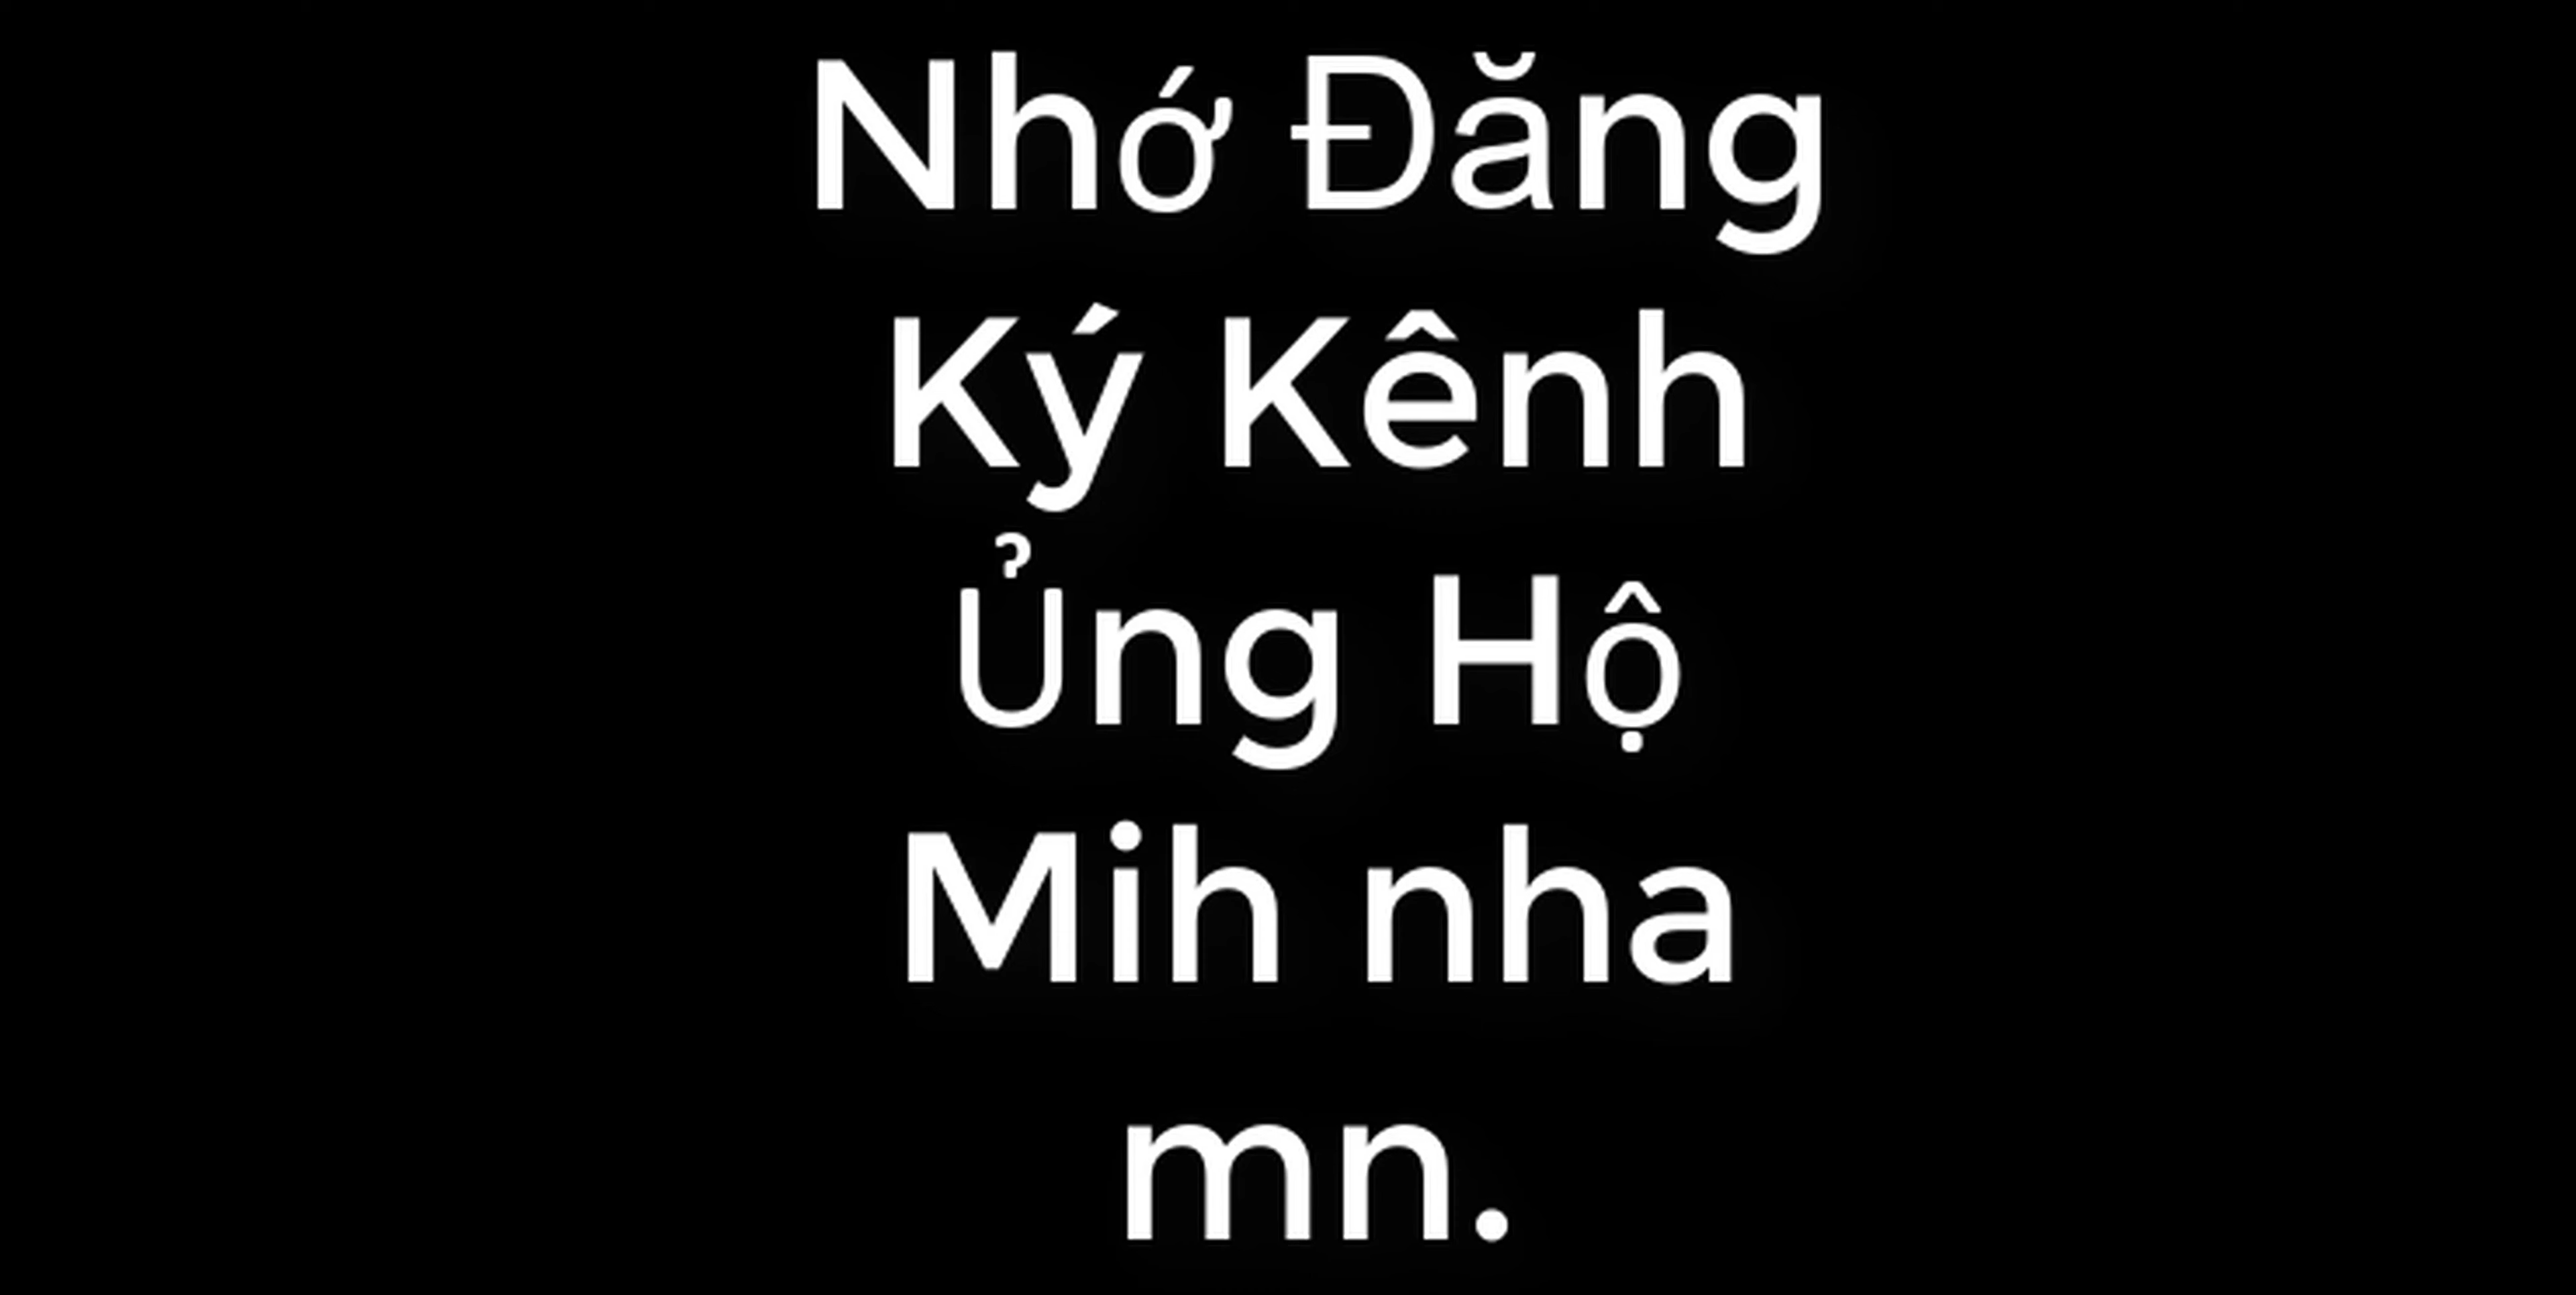 Nhớ Đăng
Ký Kênh
Ủng Hộ
Mih nha
mn.